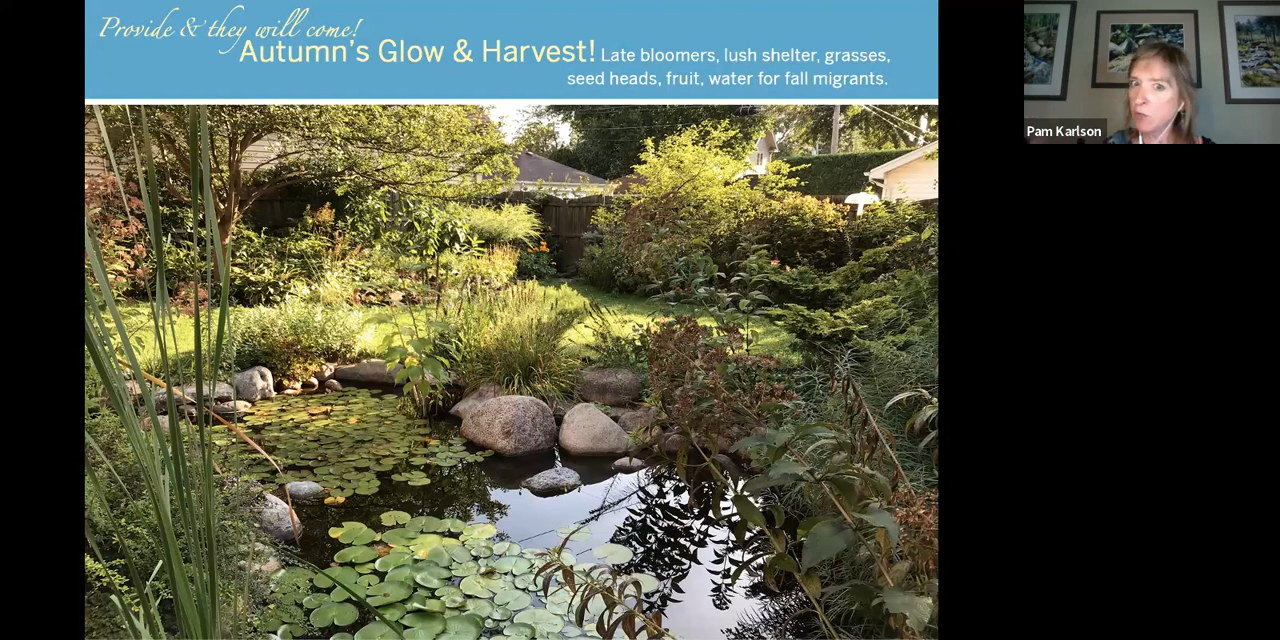 Provide & they will come!
Autumn's Glow & Harvest! Late bloomers, lush shelter, grasses,
seed heads, fruit, water for fall migrants.
Pam Karlson